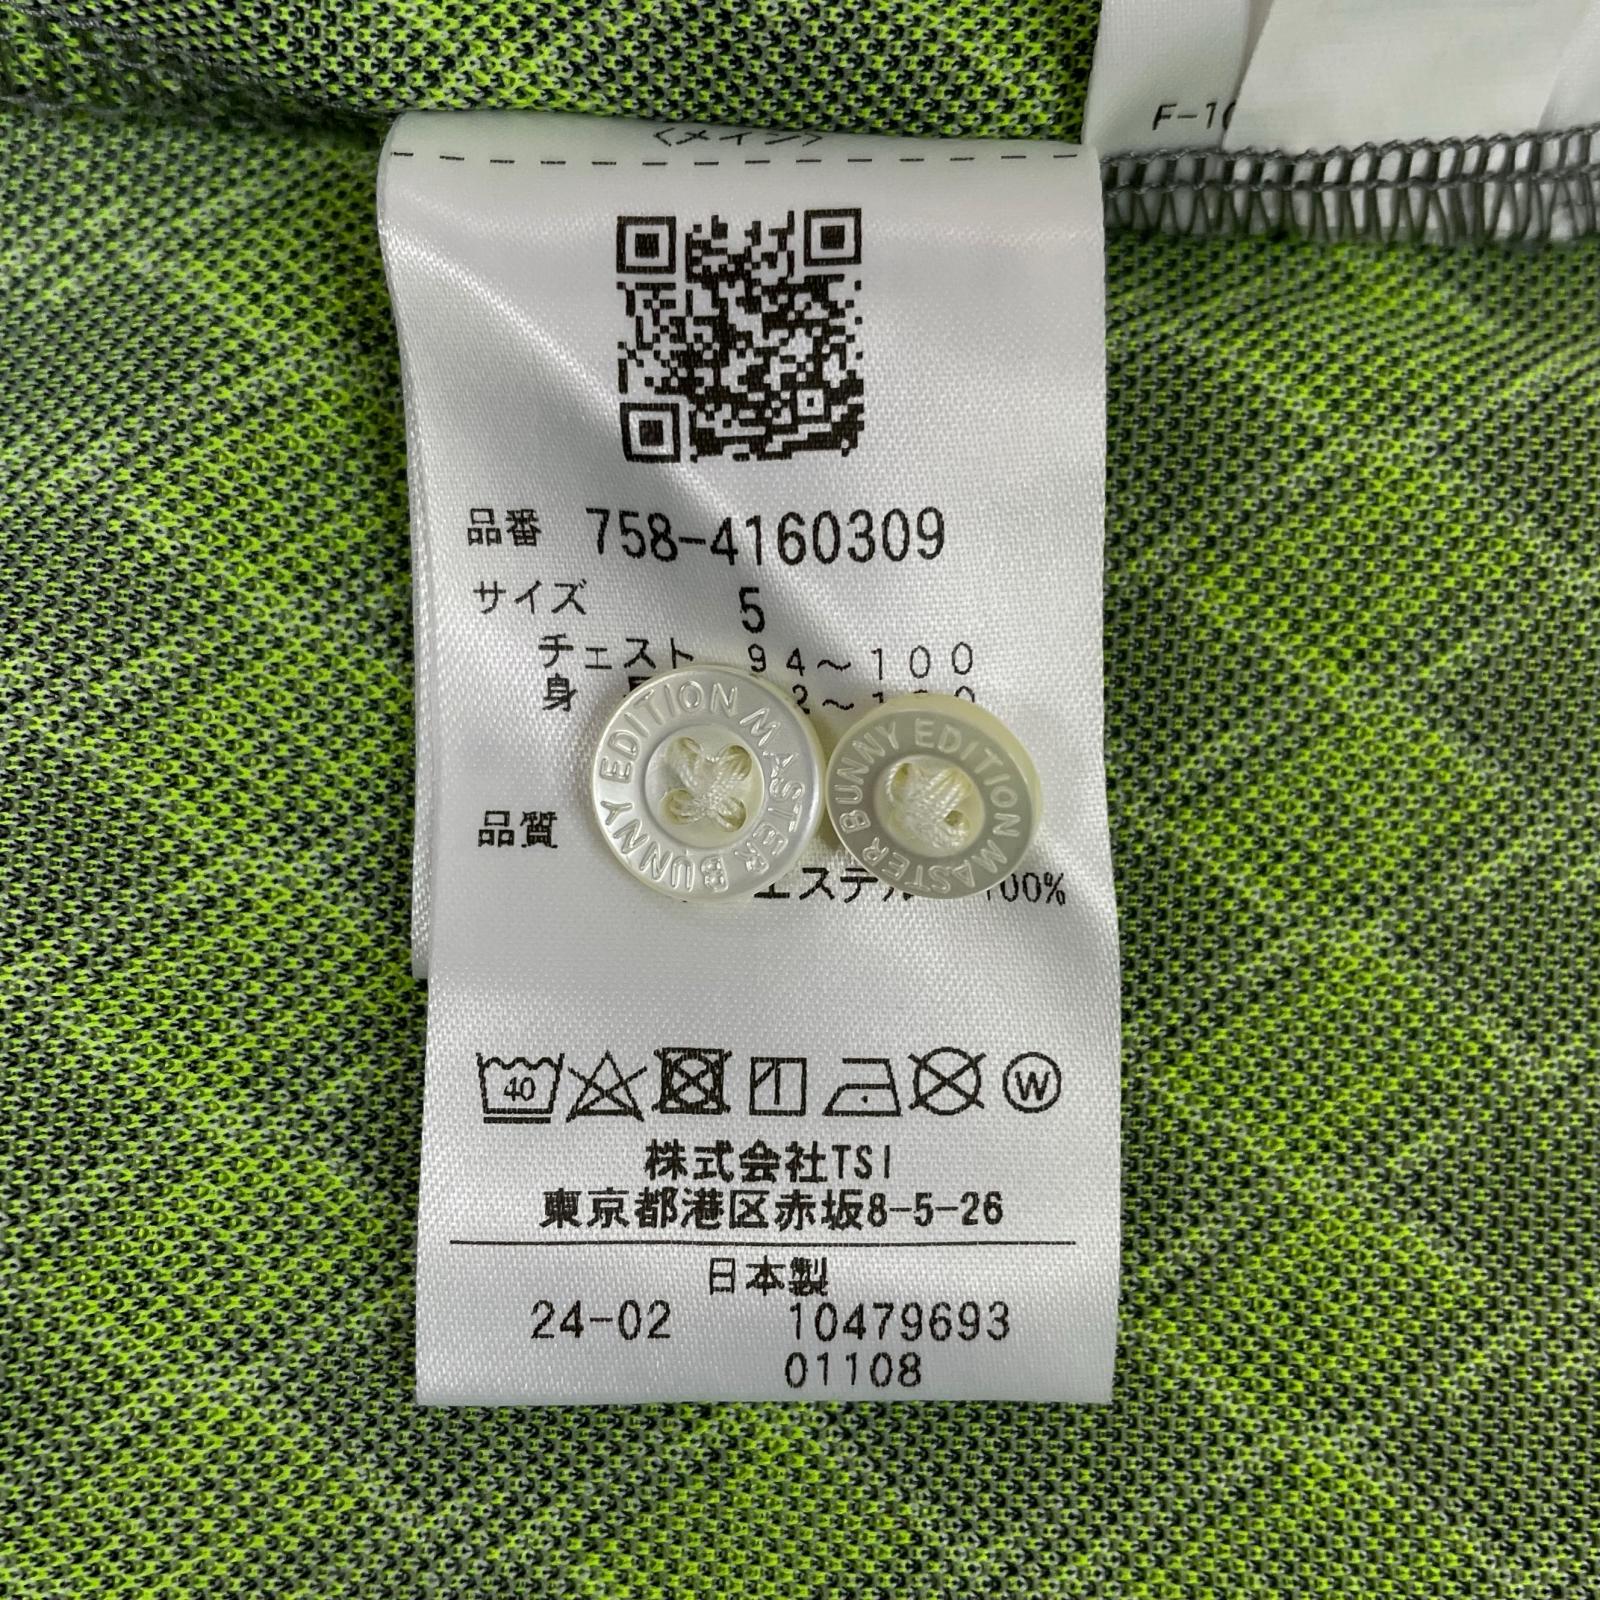 F-1
<メイン>
品番 758-4160309
サイズ 5
チェスト 94~100
身
EDITION MASTER BUNNY
MASTER BUNNY EDITION
品質
エステル 100%
40
W
株式会社TSI
東京都港区赤坂8-5-26
日本製
24-02 10479693
01108